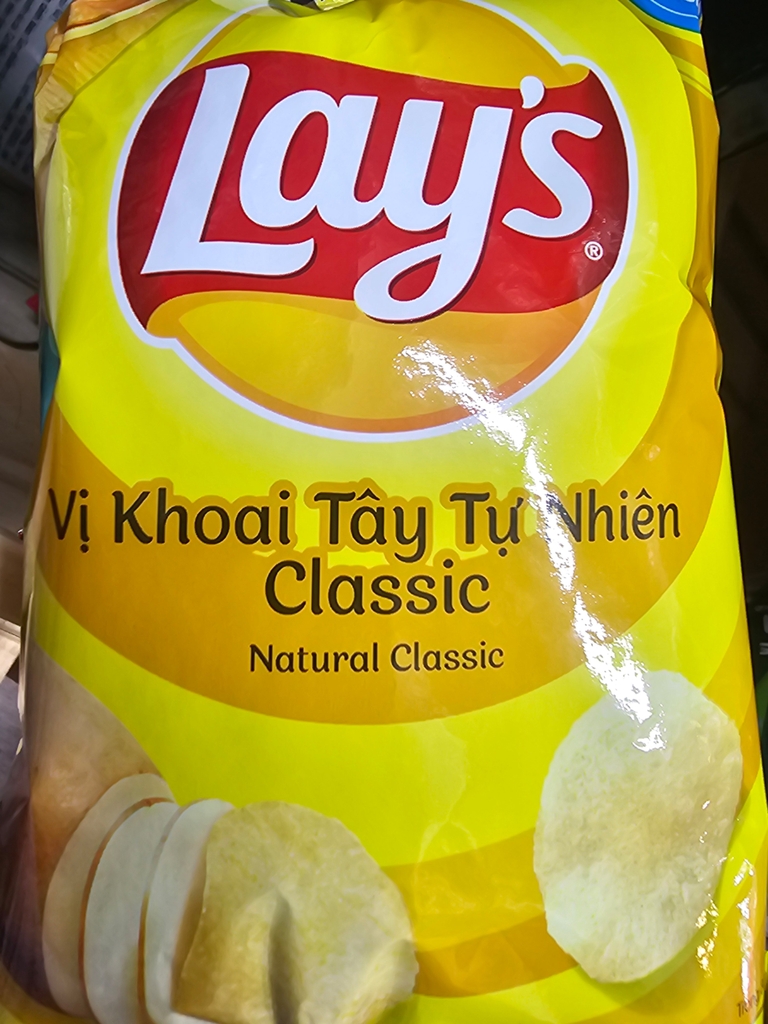 Lay's®
Vị Khoai Tây Tự Nhiên
Classic
Natural Classic